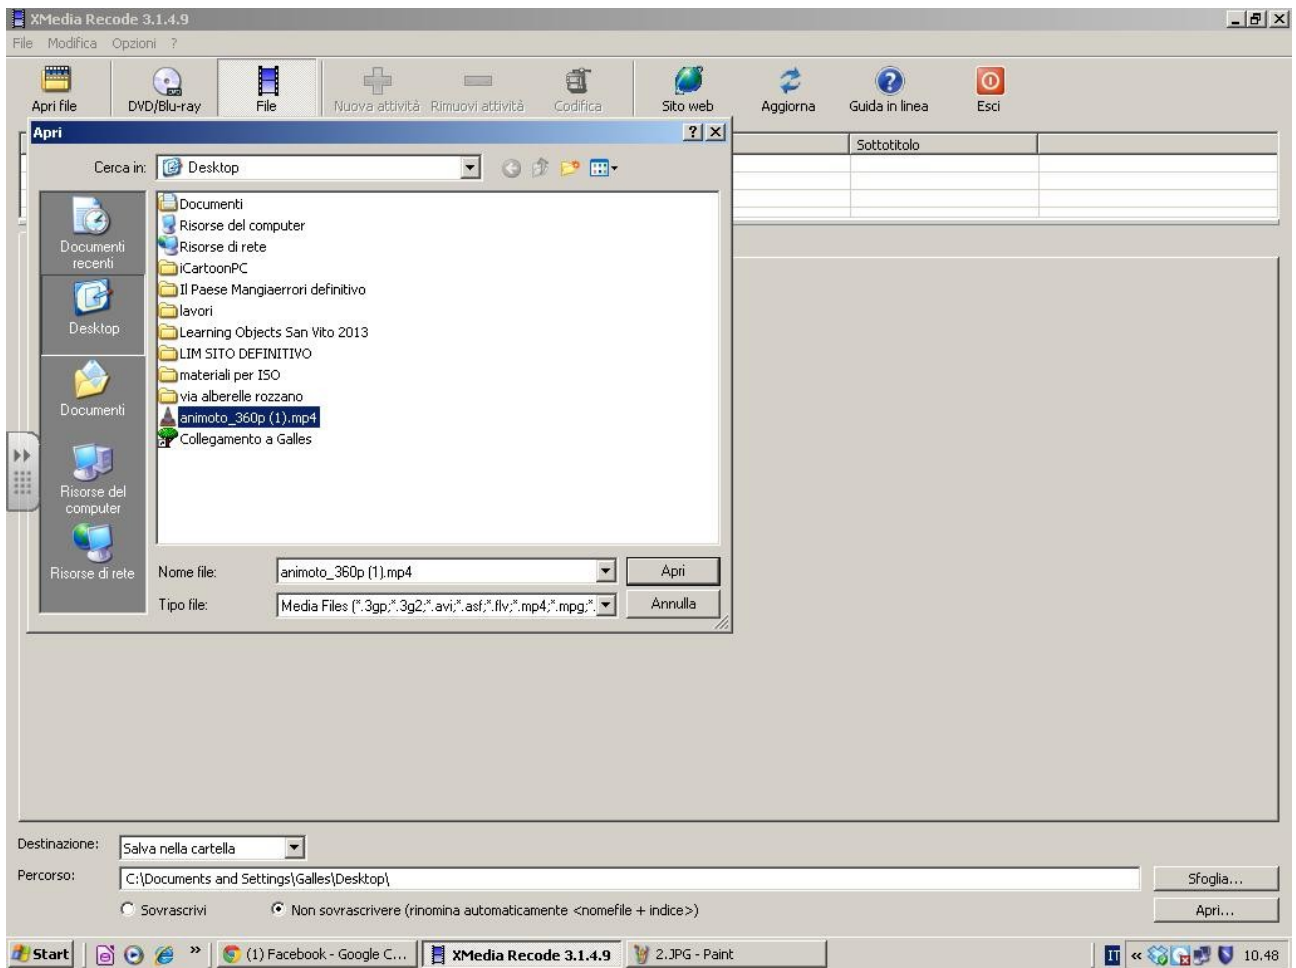 XMedia Recode 3.1.4.9
File Modifica Opzioni ?
Apri file DVD/Blu-ray File Nuova attività Rimuovi attività Codifica Sito web Aggiorna Guida in linea Esci
Apri
Sottotitolo
Cerca in: Desktop
Documenti recenti
Desktop
Documenti
Risorse del computer
Risorse di rete
Documenti
Risorse del computer
Risorse di rete
iCartoonPC
Il Paese Mangiaerrori definitivo
lavori
Learning Objects San Vito 2013
LIM SITO DEFINITIVO
materiali per ISO
via alberelle rozzano
animoto_360p (1).mp4
Collegamento a Galles
Nome file: animoto_360p (1).mp4 Apri
Tipo file: Media Files (*.3gp;*.3g2;*.avi;*.asf;*.flv;*.mp4;*.mpg;*. Annulla
Destinazione: Salva nella cartella
Percorso: C:\Documents and Settings\Galles\Desktop\ Sfoglia...
Sovrascrivi Non sovrascrivere (rinomina automaticamente <nomefile + indice>) Apri...
Start » (1) Facebook - Google C... XMedia Recode 3.1.4.9 2.JPG - Paint IT « 10.48